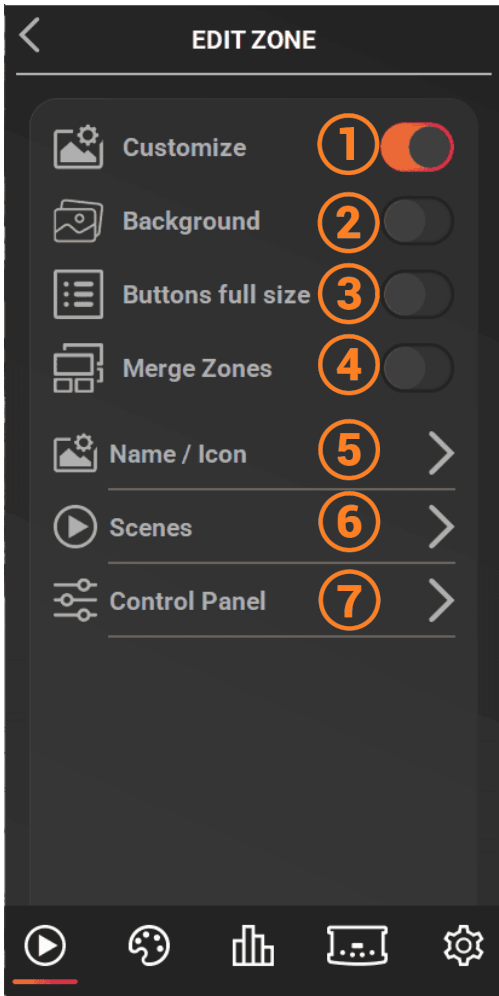 EDIT ZONE
Customize 1
Background 2
Buttons full size 3
Merge Zones 4
Name / Icon 5
Scenes 6
Control Panel 7